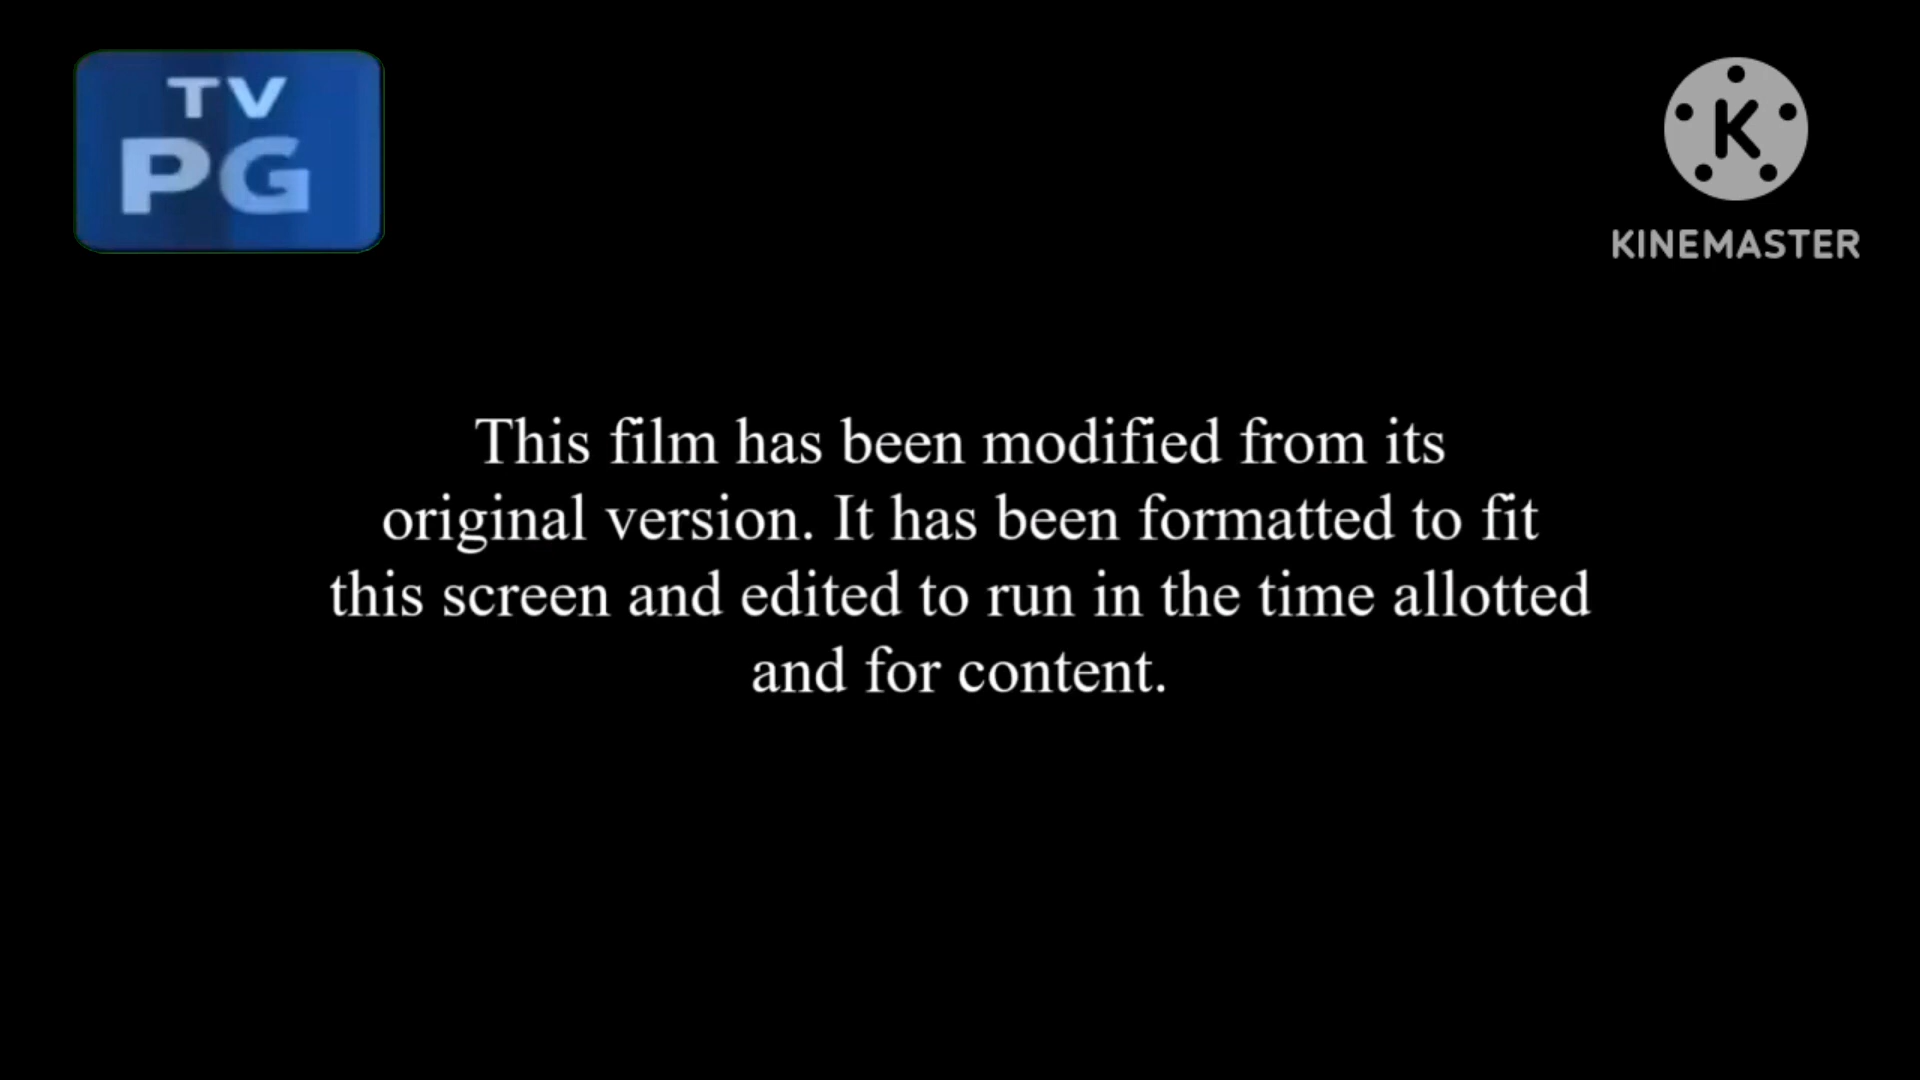 TV
PG
K
KINEMASTER
This film has been modified from its
original version. It has been formatted to fit
this screen and edited to run in the time allotted
and for content.